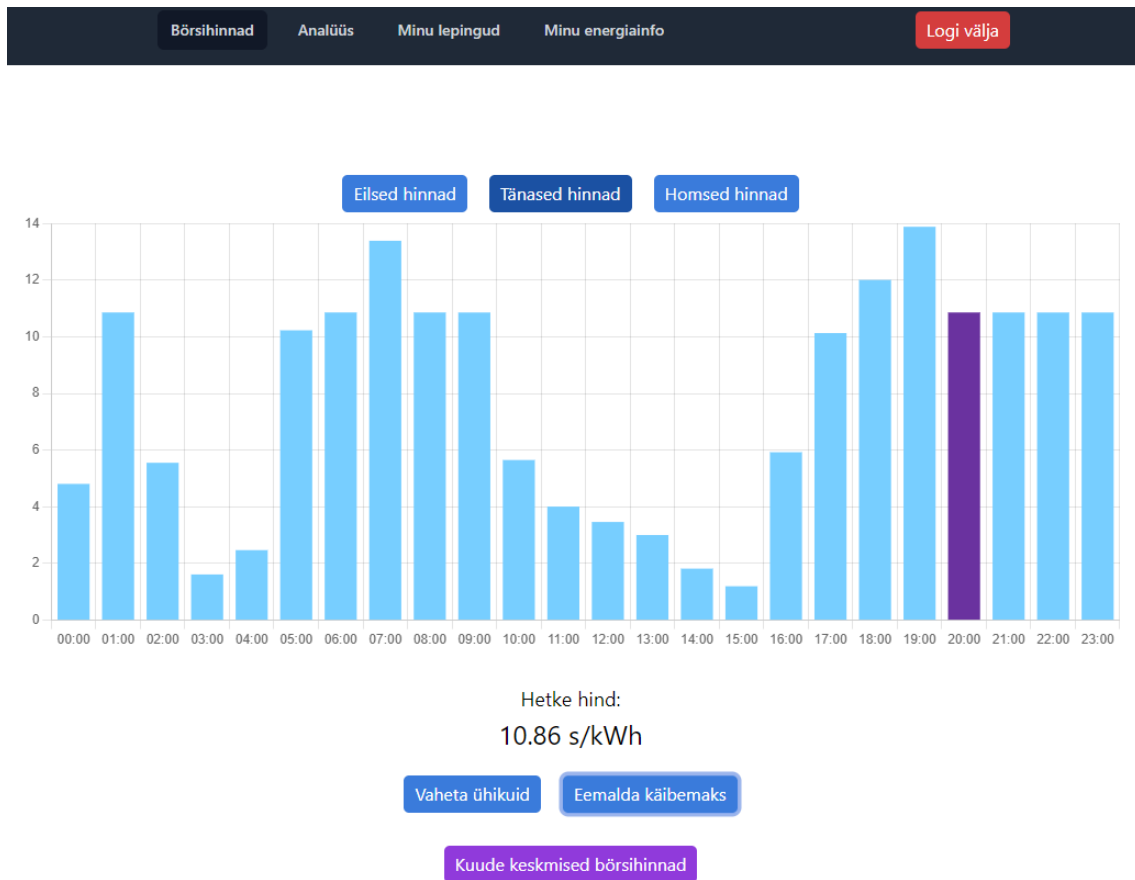 Börsihinnad Analüüs Minu lepingud Minu energiainfo Logi välja
Eilsed hinnad Tänased hinnad Homsed hinnad
14
12
10
8
6
4
2
0
00:00 01:00 02:00 03:00 04:00 05:00 06:00 07:00 08:00 09:00 10:00 11:00 12:00 13:00 14:00 15:00 16:00 17:00 18:00 19:00 20:00 21:00 22:00 23:00
Hetke hind:
10.86 s/kWh
Vaheta ühikuid Eemalda käibemaks
Kuude keskmised börsihinnad